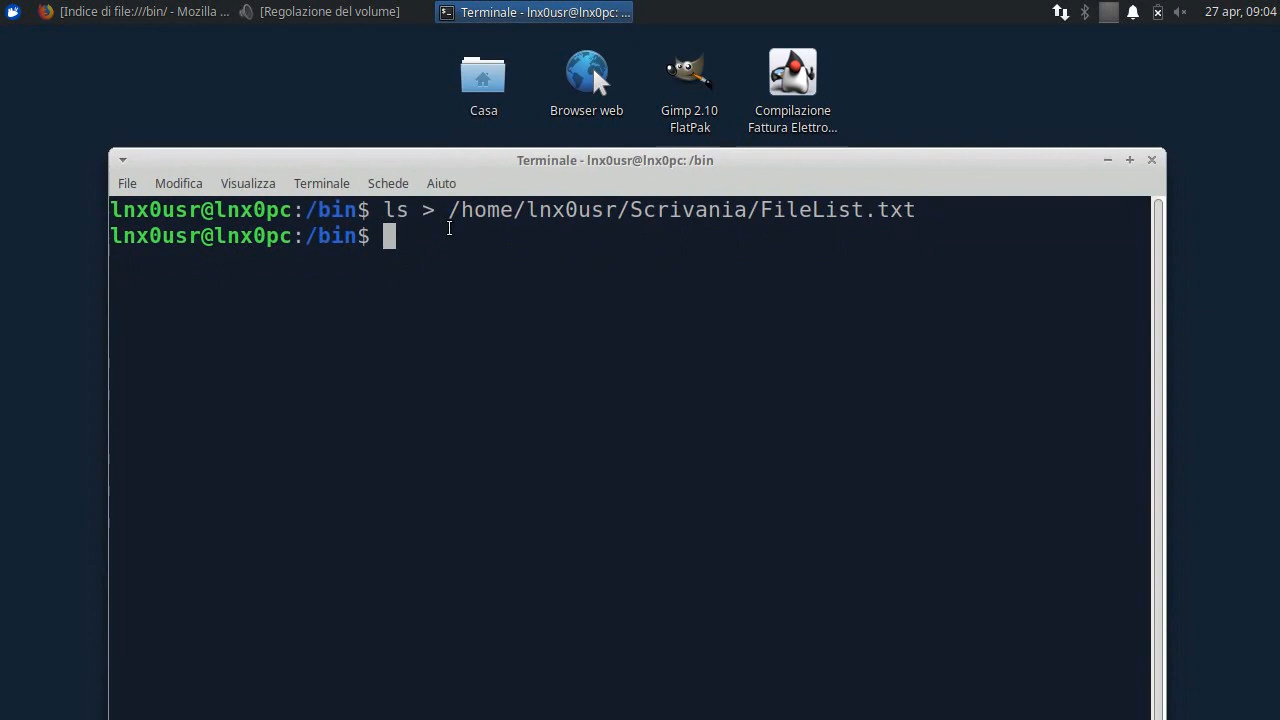 [Indice di file:///bin/ - Mozilla ...
[Regolazione del volume]
Terminale - lnx0usr@lnx0pc: ...
27 apr, 09:04
Casa
Browser web
Gimp 2.10
FlatPak
Compilazione
Fattura Elettro...
Terminale - lnx0usr@lnx0pc: /bin
File Modifica Visualizza Terminale Schede Aiuto
lnx0usr@lnx0pc:/bin$ ls > /home/lnx0usr/Scrivania/FileList.txt
lnx0usr@lnx0pc:/bin$